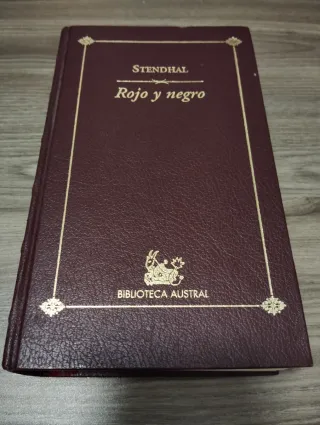 STENDHAL
Rojo y negro
BIBLIOTECA AUSTRAL